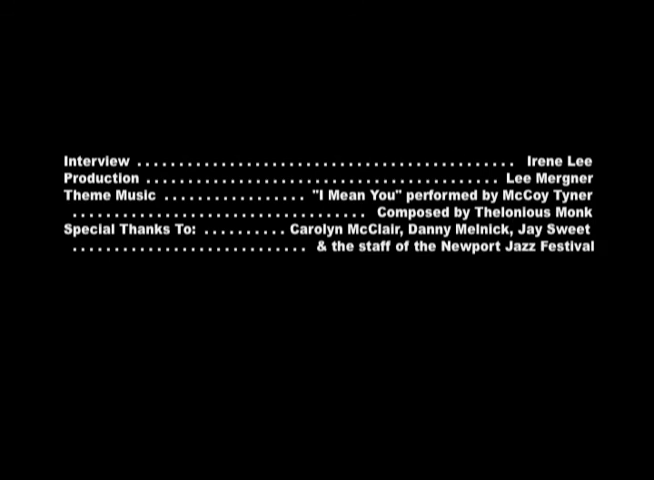 Interview . . . . . . . . . . . . . . . . . . . . . . . . . . . . . . . . . . . . . . . . . . . . . Irene Lee
Production . . . . . . . . . . . . . . . . . . . . . . . . . . . . . . . . . . . . . . . . . . Lee Mergner
Theme Music . . . . . . . . . . . . . . . . . "I Mean You" performed by McCoy Tyner
. . . . . . . . . . . . . . . . . . . . . . . . . . . . . . . . . . . Composed by Thelonious Monk
Special Thanks To: . . . . . . . . . . Carolyn McClair, Danny Melnick, Jay Sweet
. . . . . . . . . . . . . . . . . . . . . . . . . . . . & the staff of the Newport Jazz Festival